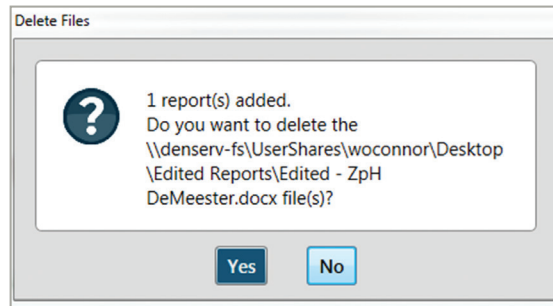 Delete Files
1 report(s) added.
Do you want to delete the
\\denserv-fs\UserShares\woconnor\Desktop
\Edited Reports\Edited - ZpH
DeMeester.docx file(s)?
Yes
No